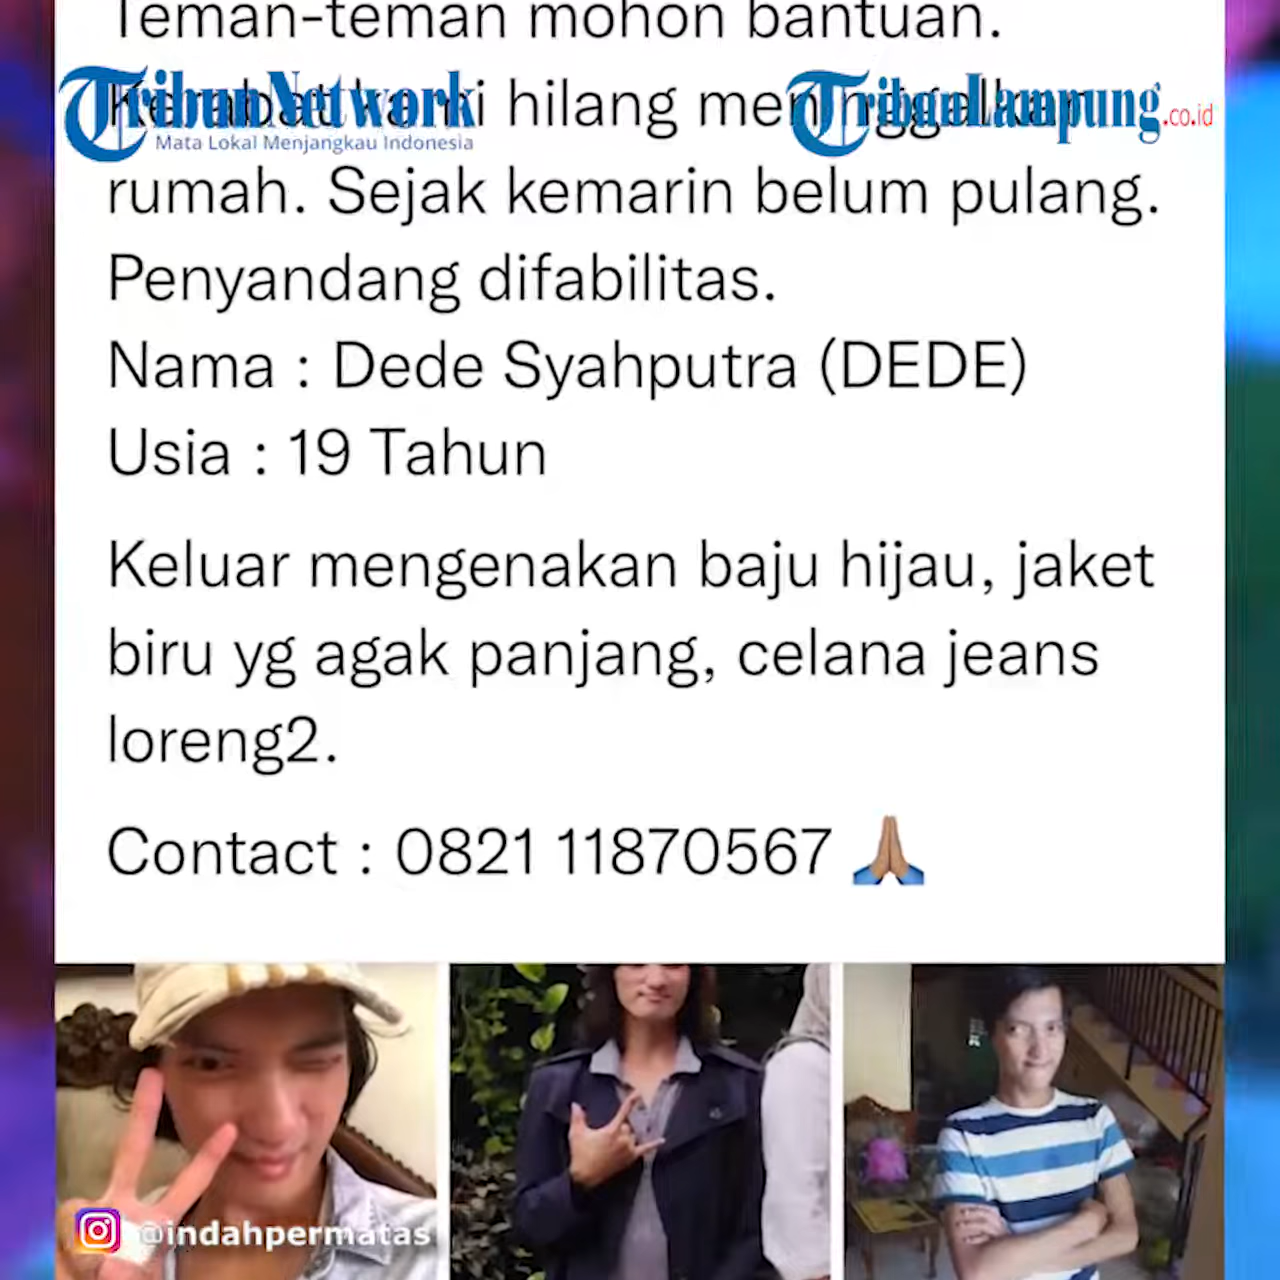 Teman-teman mohon bantuan.
Tribun Network
Mata Lokal Menjangkau Indonesia
TribunLampung.co.id
hilang
rumah. Sejak kemarin belum pulang.
Penyandang difabilitas.
Nama : Dede Syahputra (DEDE)
Usia : 19 Tahun
Keluar mengenakan baju hijau, jaket
biru yg agak panjang, celana jeans
loreng2.
Contact : 0821 11870567 🙏🏽
@indahpermatas